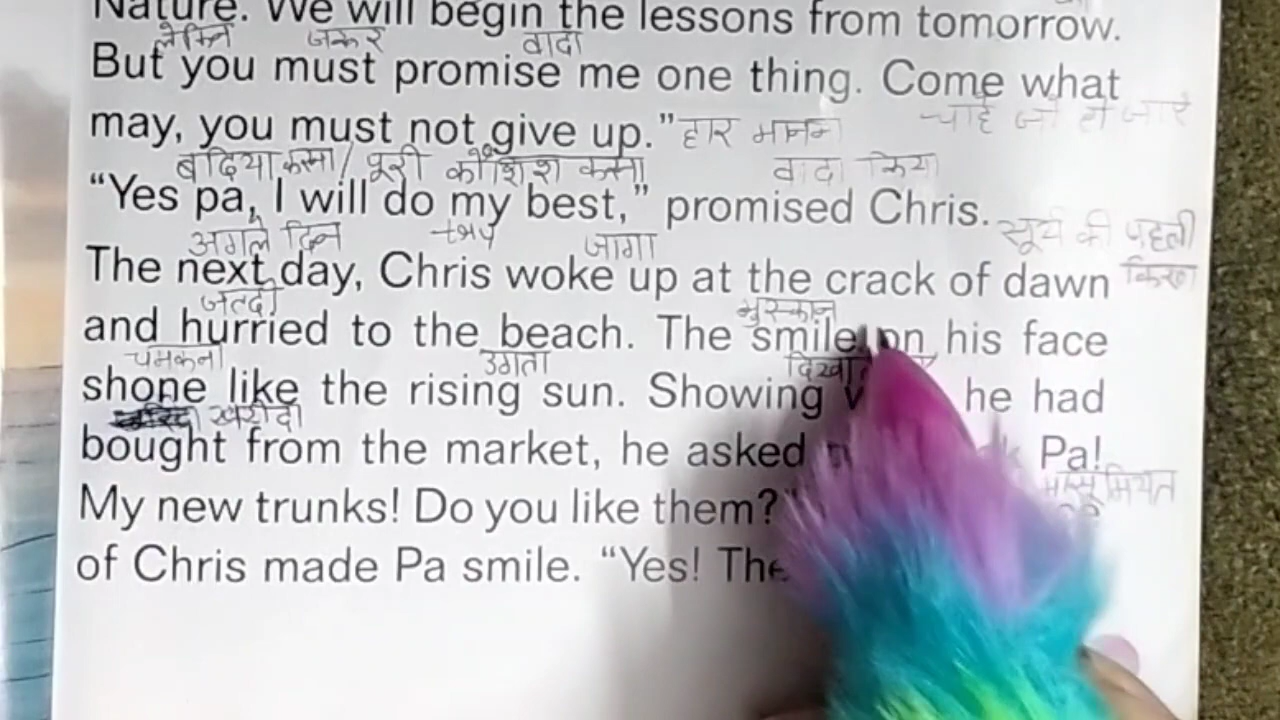 Nature. We will begin the lessons from tomorrow.
जरूर वादा
But you must promise me one thing. Come what
चाहे जो हो जाए
may, you must not give up." हार मानना
बढिया करना / पूरी कोशिश करना वादा किया
"Yes pa, I will do my best," promised Chris.
अगले दिन जागा सूर्य की पहली
The next day, Chris woke up at the crack of dawn किरण
जल्दी मुस्कान
and hurried to the beach. The smile on his face
चमकना उगता
shone like the rising sun. Showing he had
खरीदा
bought from the market, he asked Pa!
मासूमियत
My new trunks! Do you like them?
of Chris made Pa smile. "Yes! The